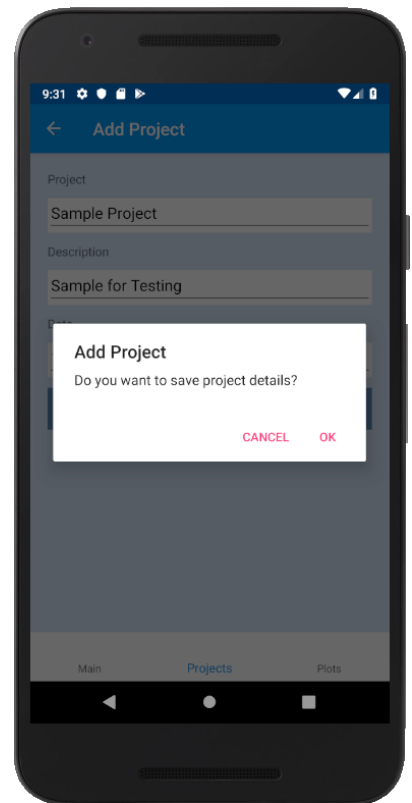 9:31
Add Project
Project
Sample Project
Description
Sample for Testing
Date
Add Project
Do you want to save project details?
CANCEL OK
Main Projects Plots